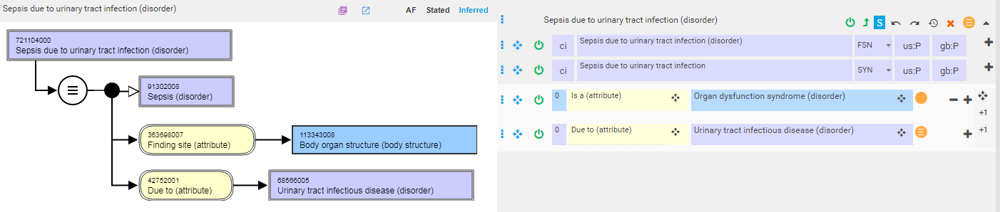 Sepsis due to urinary tract infection (disorder)
AF Stated Inferred
721104000
Sepsis due to urinary tract infection (disorder)
91302008
Sepsis (disorder)
363698007
Finding site (attribute)
113343008
Body organ structure (body structure)
42752001
Due to (attribute)
68566005
Urinary tract infectious disease (disorder)
Sepsis due to urinary tract infection (disorder)
S
ci Sepsis due to urinary tract infection (disorder) FSN us:P gb:P
ci Sepsis due to urinary tract infection SYN us:P gb:P
0 Is a (attribute) Organ dysfunction syndrome (disorder)
+1
0 Due to (attribute) Urinary tract infectious disease (disorder) +1